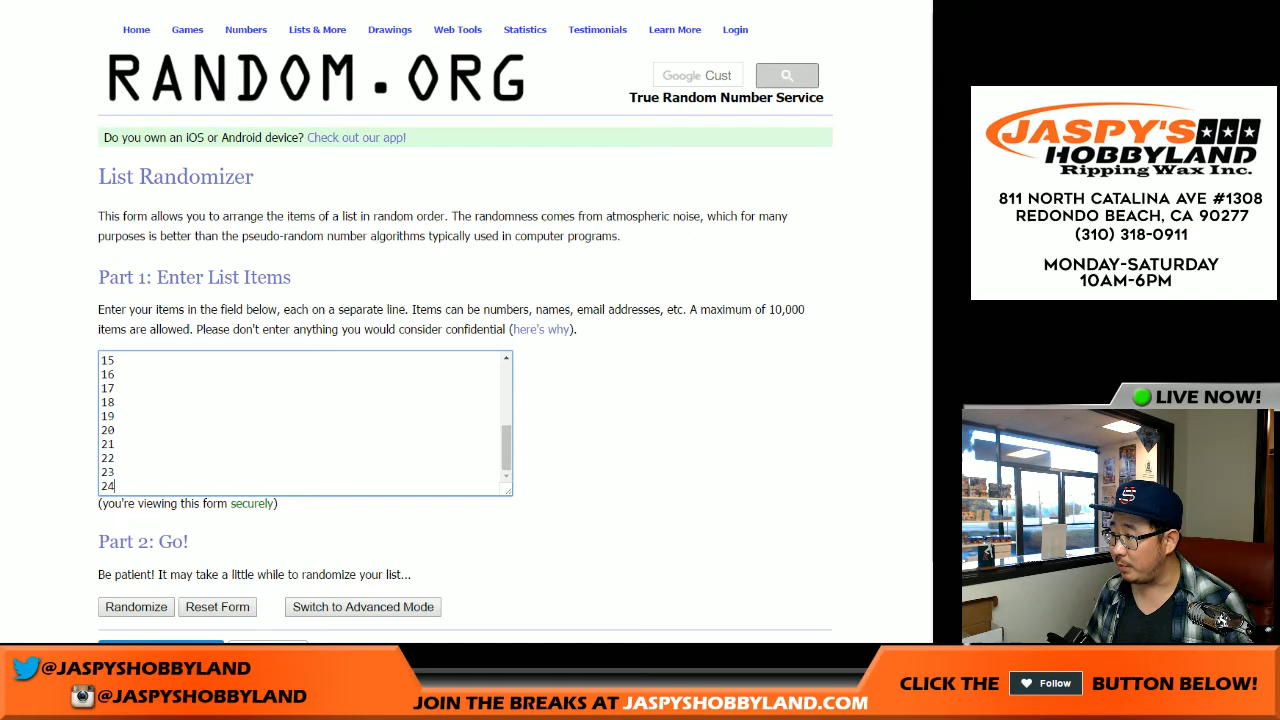 Home Games Numbers Lists & More Drawings Web Tools Statistics Testimonials Learn More Login
RANDOM.ORG
Google Cust
True Random Number Service
Do you own an iOS or Android device? Check out our app!
List Randomizer
This form allows you to arrange the items of a list in random order. The randomness comes from atmospheric noise, which for many
purposes is better than the pseudo-random number algorithms typically used in computer programs.
Part 1: Enter List Items
Enter your items in the field below, each on a separate line. Items can be numbers, names, email addresses, etc. A maximum of 10,000
items are allowed. Please don't enter anything you would consider confidential (here's why).
15
16
17
18
19
20
21
22
23
24
(you're viewing this form securely)
Part 2: Go!
Be patient! It may take a little while to randomize your list...
Randomize Reset Form Switch to Advanced Mode
JASPY'S
HOBBYLAND
Ripping Wax Inc.
811 NORTH CATALINA AVE #1308
REDONDO BEACH, CA 90277
(310) 318-0911
MONDAY-SATURDAY
10AM-6PM
LIVE NOW!
@JASPYSHOBBYLAND
@JASPYSHOBBYLAND
JOIN THE BREAKS AT JASPYSHOBBYLAND.COM
CLICK THE Follow BUTTON BELOW!